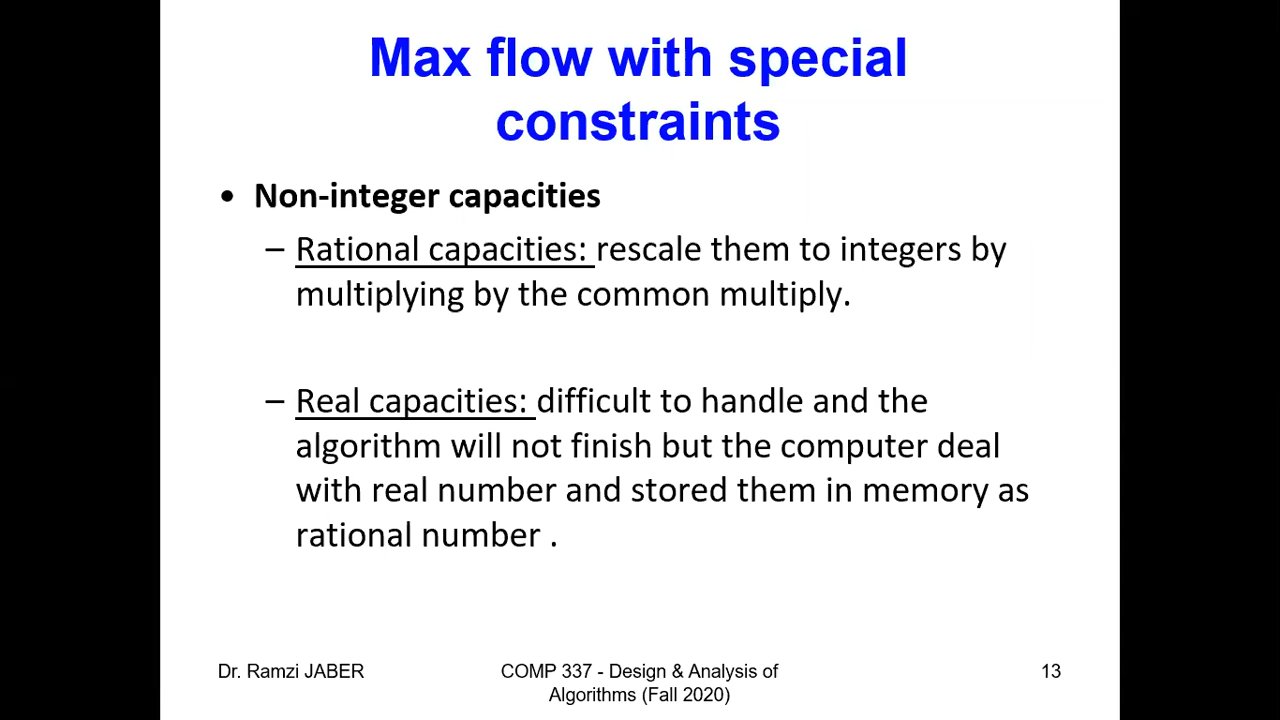 Max flow with special
constraints
• Non-integer capacities
– Rational capacities: rescale them to integers by
multiplying by the common multiply.
– Real capacities: difficult to handle and the
algorithm will not finish but the computer deal
with real number and stored them in memory as
rational number .
Dr. Ramzi JABER
COMP 337 - Design & Analysis of
Algorithms (Fall 2020)
13